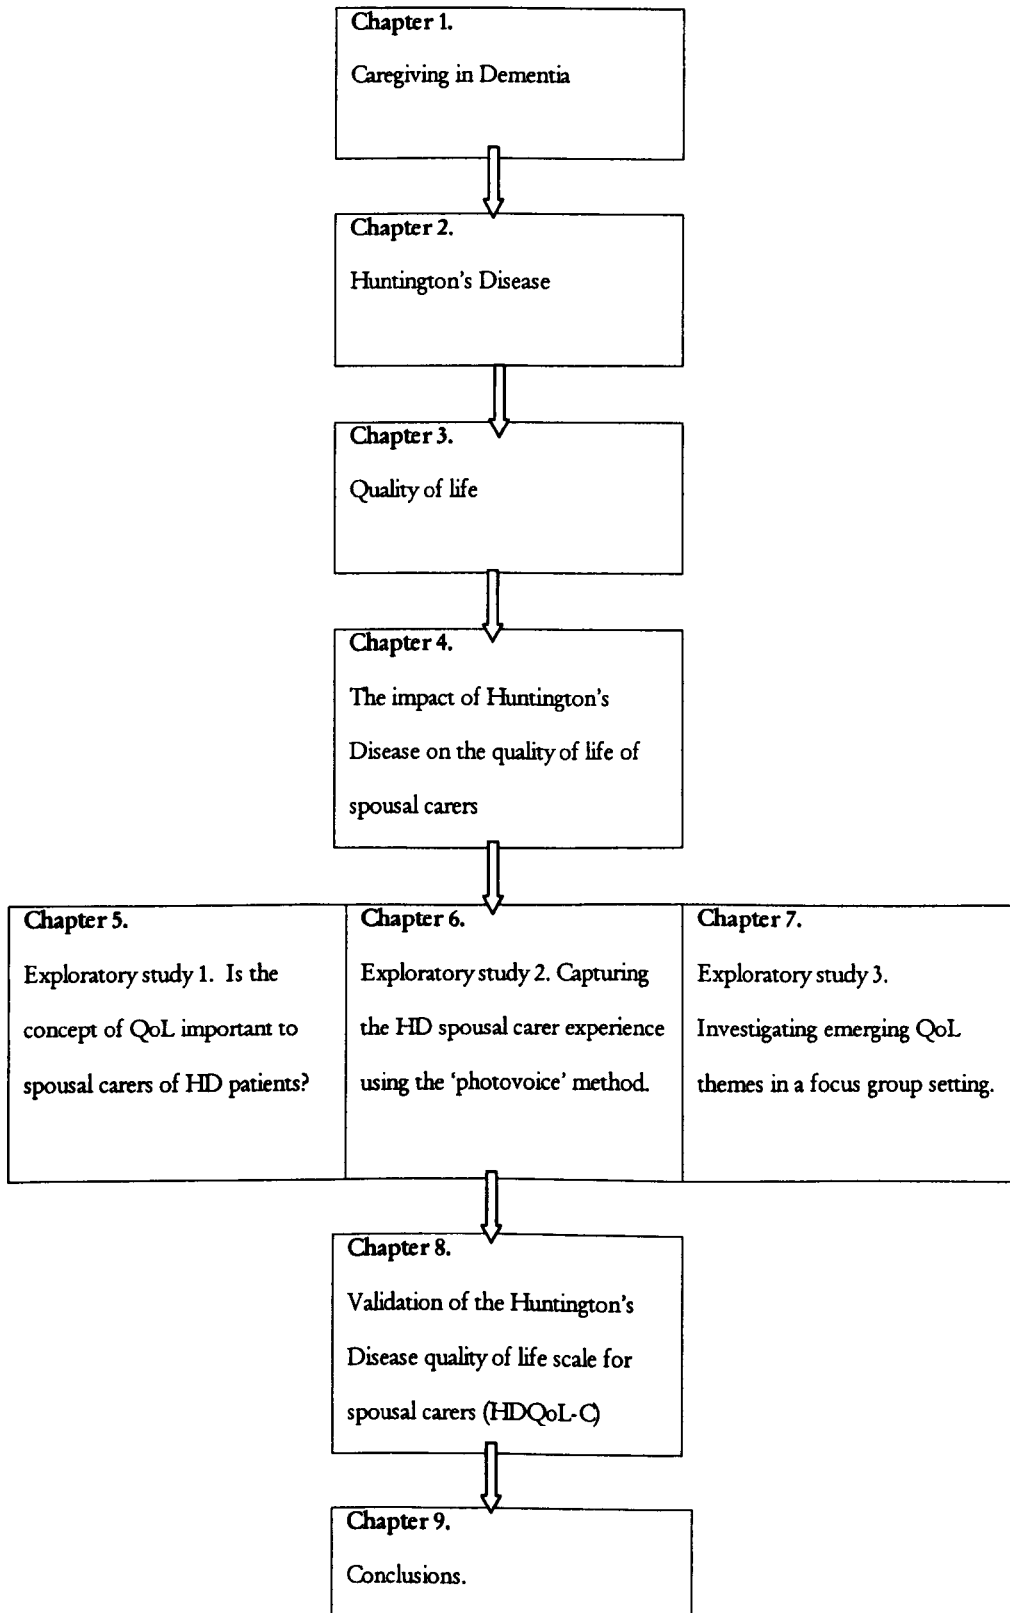 Chapter 1.
Caregiving in Dementia
Chapter 2.
Huntington's Disease
Chapter 3.
Quality of life
Chapter 4.
The impact of Huntington's
Disease on the quality of life of
spousal carers
Chapter 5.
Exploratory study 1. Is the
concept of QoL important to
spousal carers of HD patients?
Chapter 6.
Exploratory study 2. Capturing
the HD spousal carer experience
using the ‘photovoice’ method.
Chapter 7.
Exploratory study 3.
Investigating emerging QoL
themes in a focus group setting.
Chapter 8.
Validation of the Huntington's
Disease quality of life scale for
spousal carers (HDQoL-C)
Chapter 9.
Conclusions.